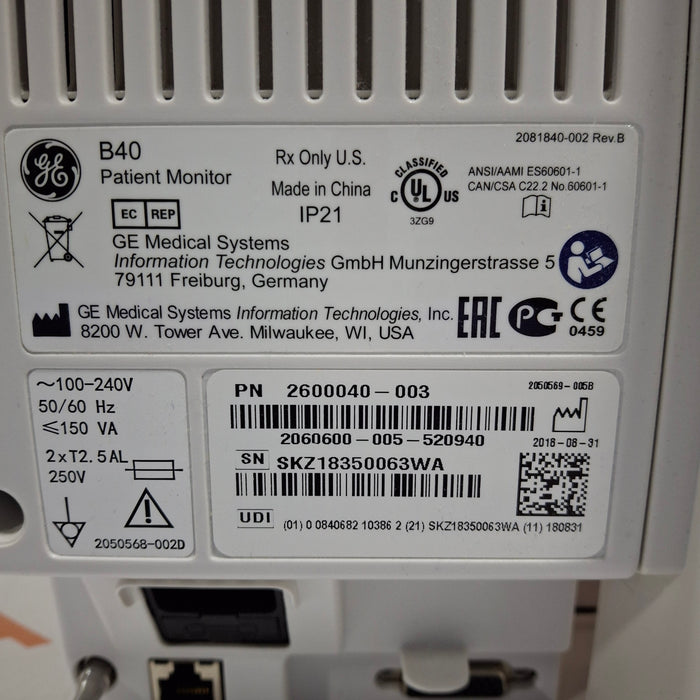 2081840-002 Rev.B
GE
B40
Patient Monitor
Rx Only U.S.
Made in China
IP21
CLASSIFIED
C UL US
3ZG9
ANSI/AAMI ES60601-1
CAN/CSA C22.2 No.60601-1
EC REP
GE Medical Systems
Information Technologies GmbH Munzingerstrasse 5
79111 Freiburg, Germany
GE Medical Systems Information Technologies, Inc.
8200 W. Tower Ave. Milwaukee, WI, USA
EAC
PG
CE
0459
~100-240V
50/60 Hz
≤150 VA
2xT2.5AL
250V
2050568-002D
PN 2600040-003
2050569-005B
2060600-005-520940
2018-08-31
SN SKZ18350063WA
UDI (01) 0 0840682 10386 2 (21) SKZ18350063WA (11) 180831